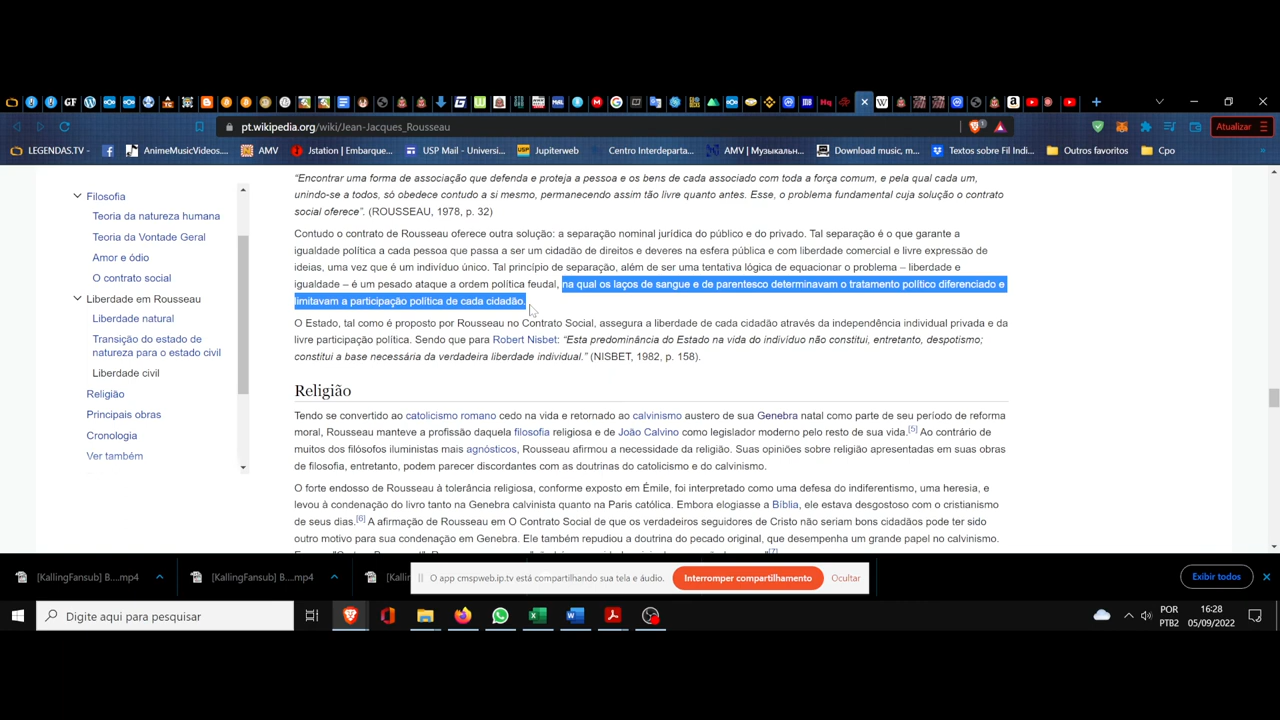 pt.wikipedia.org/wiki/Jean-Jacques_Rousseau
Atualizar
LEGENDAS.TV -
AnimeMusicVideos...
AMV
Jstation | Embarque...
USP Mail - Universi...
Jupiterweb
Centro Interdeparta...
AMV | Музыкальн...
Download music, m...
Textos sobre Fil Indi...
Outros favoritos
Cpo
Filosofia
Teoria da natureza humana
Teoria da Vontade Geral
Amor e ódio
O contrato social
Liberdade em Rousseau
Liberdade natural
Transição do estado de
natureza para o estado civil
Liberdade civil
Religião
Principais obras
Cronologia
Ver também
“Encontrar uma forma de associação que defenda e proteja a pessoa e os bens de cada associado com toda a força comum, e pela qual cada um,
unindo-se a todos, só obedece contudo a si mesmo, permanecendo assim tão livre quanto antes. Esse, o problema fundamental cuja solução o contrato
social oferece”. (ROUSSEAU, 1978, p. 32)
Contudo o contrato de Rousseau oferece outra solução: a separação nominal jurídica do público e do privado. Tal separação é o que garante a
igualdade política a cada pessoa que passa a ser um cidadão de direitos e deveres na esfera pública e com liberdade comercial e livre expressão de
ideias, uma vez que é um indivíduo único. Tal princípio de separação, além de ser uma tentativa lógica de equacionar o problema – liberdade e
igualdade – é um pesado ataque a ordem política feudal, na qual os laços de sangue e de parentesco determinavam o tratamento político diferenciado e
limitavam a participação política de cada cidadão.
O Estado, tal como é proposto por Rousseau no Contrato Social, assegura a liberdade de cada cidadão através da independência individual privada e da
livre participação política. Sendo que para Robert Nisbet: “Esta predominância do Estado na vida do indivíduo não constitui, entretanto, despotismo;
constitui a base necessária da verdadeira liberdade individual.” (NISBET, 1982, p. 158).
Religião
Tendo se convertido ao catolicismo romano cedo na vida e retornado ao calvinismo austero de sua Genebra natal como parte de seu período de reforma
moral, Rousseau manteve a profissão daquela filosofia religiosa e de João Calvino como legislador moderno pelo resto de sua vida.[5] Ao contrário de
muitos dos filósofos iluministas mais agnósticos, Rousseau afirmou a necessidade da religião. Suas opiniões sobre religião apresentadas em suas obras
de filosofia, entretanto, podem parecer discordantes com as doutrinas do catolicismo e do calvinismo.
O forte endosso de Rousseau à tolerância religiosa, conforme exposto em Émile, foi interpretado como uma defesa do indiferentismo, uma heresia, e
levou à condenação do livro tanto na Genebra calvinista quanto na Paris católica. Embora elogiasse a Bíblia, ele estava desgostoso com o cristianismo
de seus dias.[6] A afirmação de Rousseau em O Contrato Social de que os verdadeiros seguidores de Cristo não seriam bons cidadãos pode ter sido
outro motivo para sua condenação em Genebra. Ele também repudiou a doutrina do pecado original, que desempenha um grande papel no calvinismo.
[KallingFansub] B....mp4
[KallingFansub] B....mp4
[Kallin
O app cmspweb.ip.tv está compartilhando sua tela e áudio.
Interromper compartilhamento
Ocultar
Exibir todos
Digite aqui para pesquisar
POR
PTB2
16:28
05/09/2022